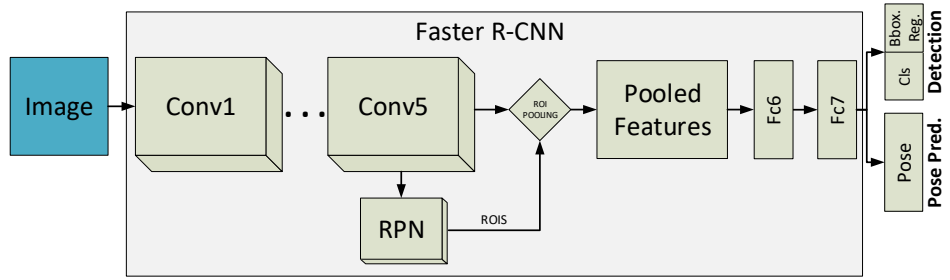 Faster R-CNN
Image
Conv1
. . .
Conv5
ROI
POOLING
Pooled
Features
Fc6
Fc7
Bbox.
Reg.
Cls
Detection
Pose
Pose Pred.
RPN
ROIS